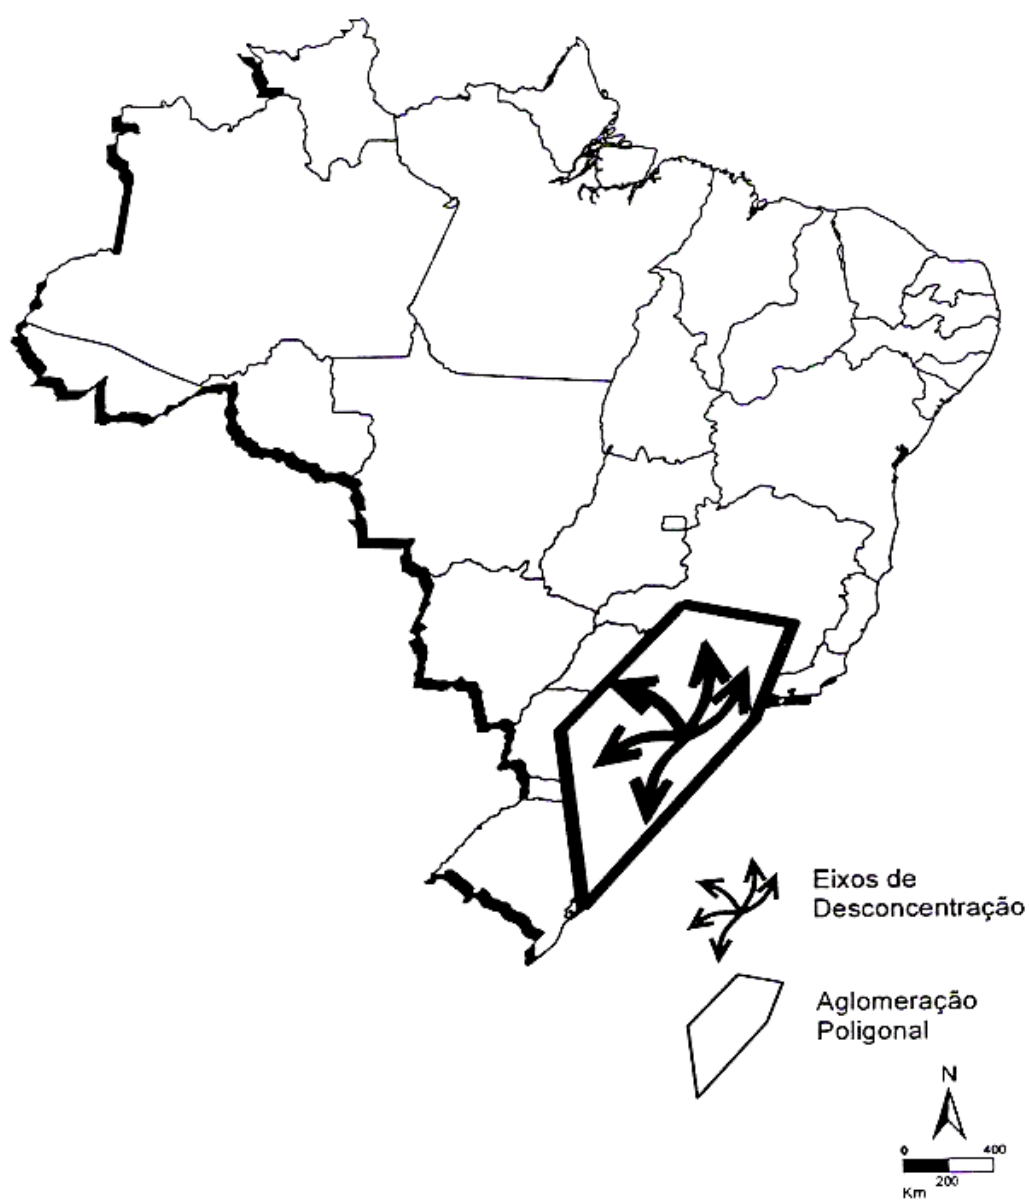 Eixos de
Desconcentração
Aglomeração
Poligonal
N
0 400
200
Km